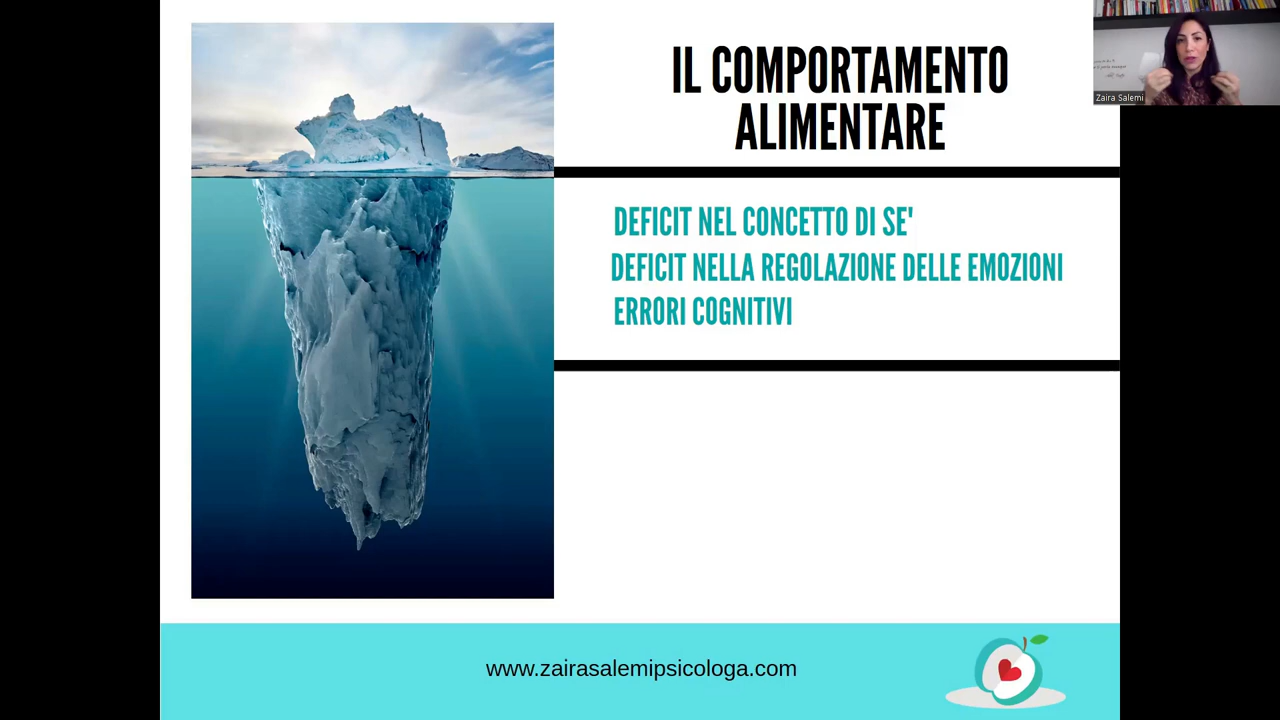 IL COMPORTAMENTO
ALIMENTARE
Zaira Salemi
DEFICIT NEL CONCETTO DI SE'
DEFICIT NELLA REGOLAZIONE DELLE EMOZIONI
ERRORI COGNITIVI
www.zairasalemipsicologa.com